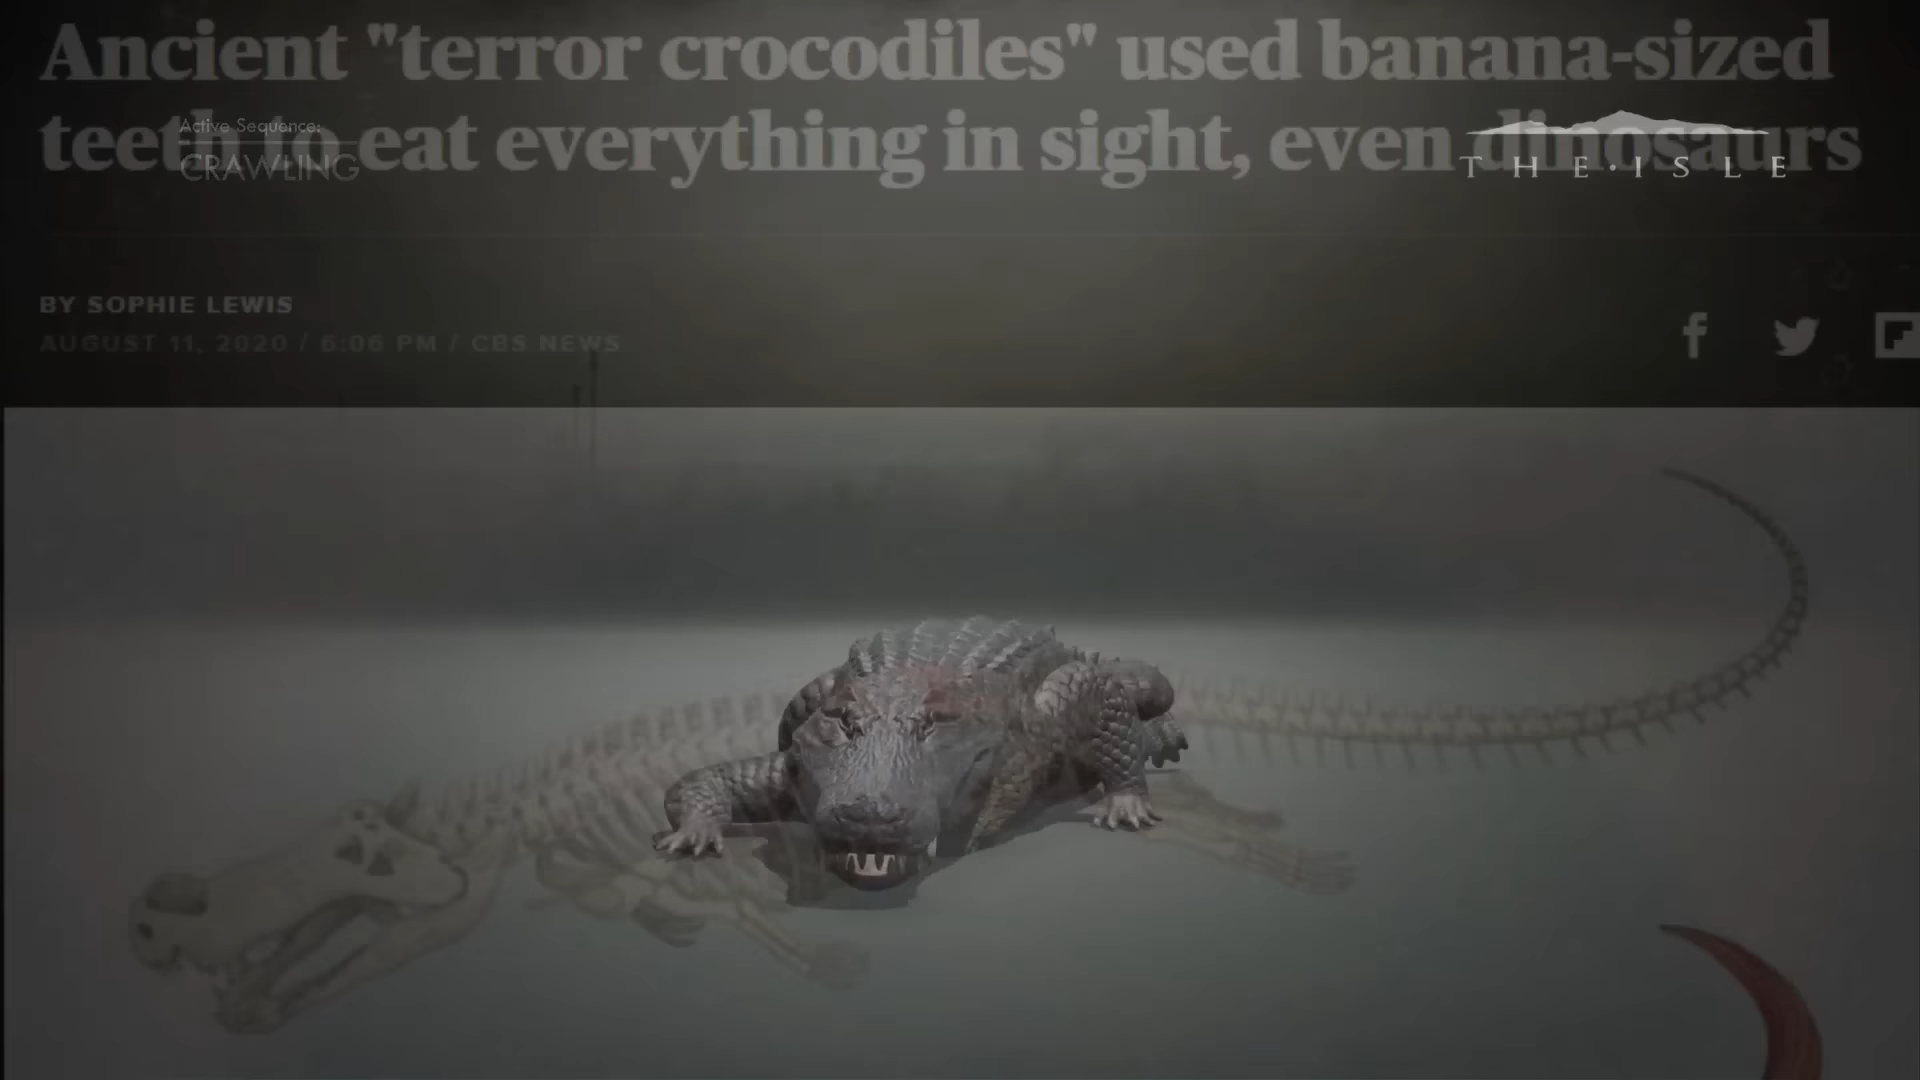 Ancient "terror crocodiles" used banana-sized
teeth to eat everything in sight, even dinosaurs
Active Sequence:
CRAWLING
THE·ISLE
BY SOPHIE LEWIS
AUGUST 11, 2020 / 6:06 PM / CBS NEWS